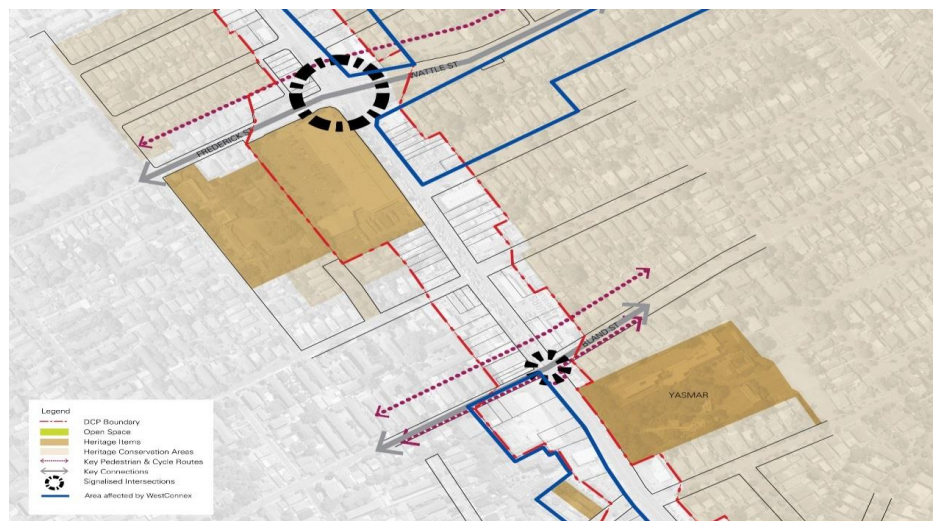 WATTLE ST
FREDERICK ST
BLAND ST
YASMAR
Legend
DCP Boundary
Open Space
Heritage Items
Heritage Conservation Areas
Key Pedestrian & Cycle Routes
Key Connections
Signalised Intersections
Area affected by WestConnex